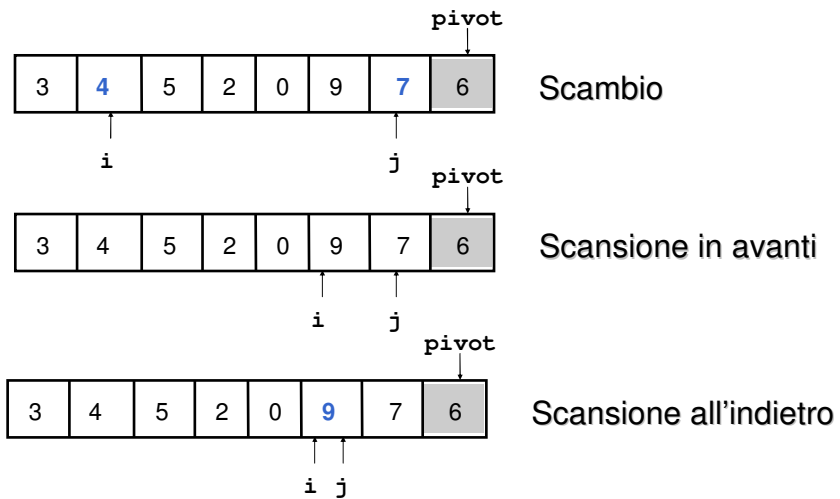 pivot
3 4 5 2 0 9 7 6 Scambio
i j
pivot
3 4 5 2 0 9 7 6 Scansione in avanti
i j
pivot
3 4 5 2 0 9 7 6 Scansione all'indietro
i j